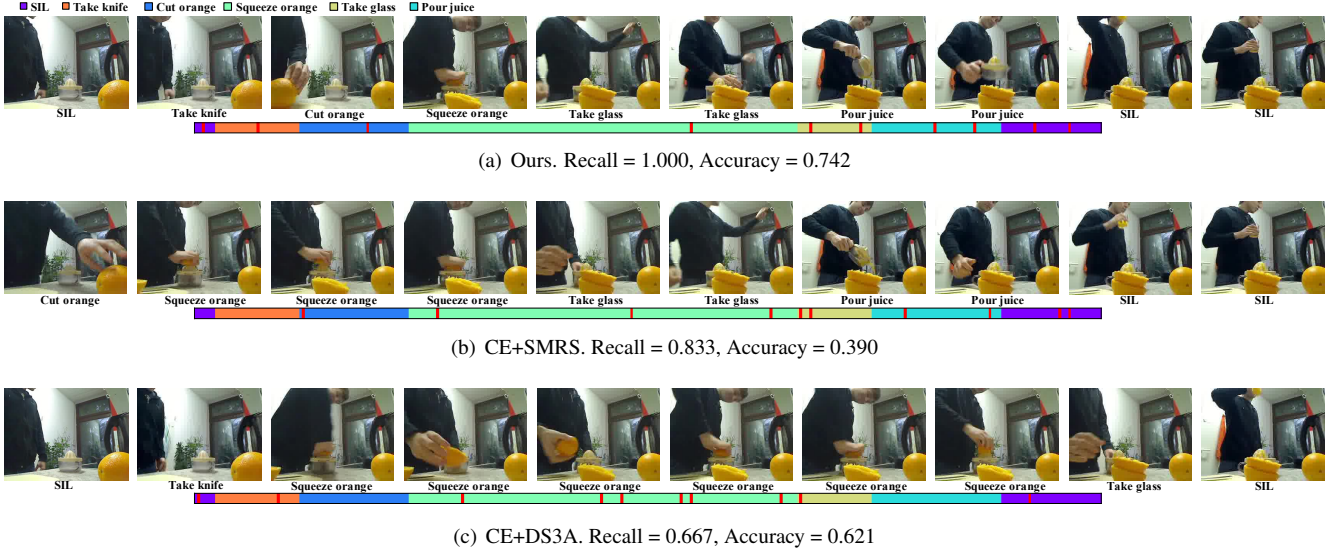 SIL Take knife Cut orange Squeeze orange Take glass Pour juice
SIL Take knife Cut orange Squeeze orange Take glass Take glass Pour juice Pour juice SIL SIL
(a) Ours. Recall = 1.000, Accuracy = 0.742
Cut orange Squeeze orange Squeeze orange Squeeze orange Take glass Take glass Pour juice Pour juice SIL SIL
(b) CE+SMRS. Recall = 0.833, Accuracy = 0.390
SIL Take knife Squeeze orange Squeeze orange Squeeze orange Squeeze orange Squeeze orange Squeeze orange Take glass SIL
(c) CE+DS3A. Recall = 0.667, Accuracy = 0.621